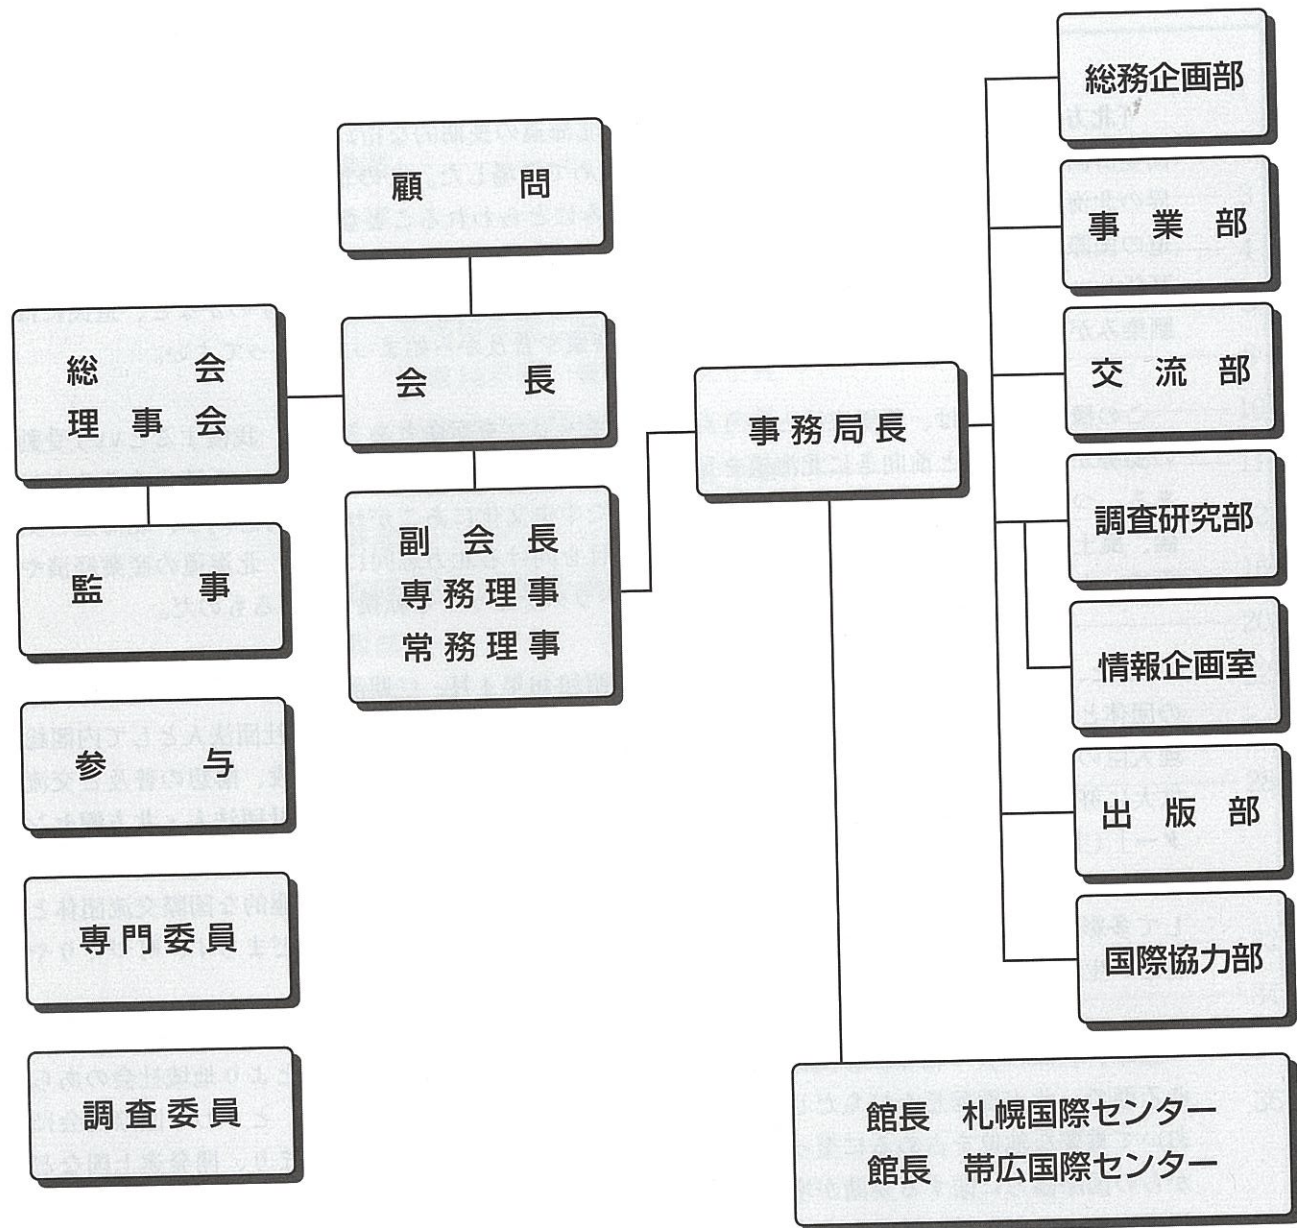 顧問
総会
理事会
会長
監事
副会長
専務理事
常務理事
参与
専門委員
調査委員
事務局長
総務企画部
事業部
交流部
調査研究部
情報企画室
出版部
国際協力部
館長 札幌国際センター
館長 帯広国際センター